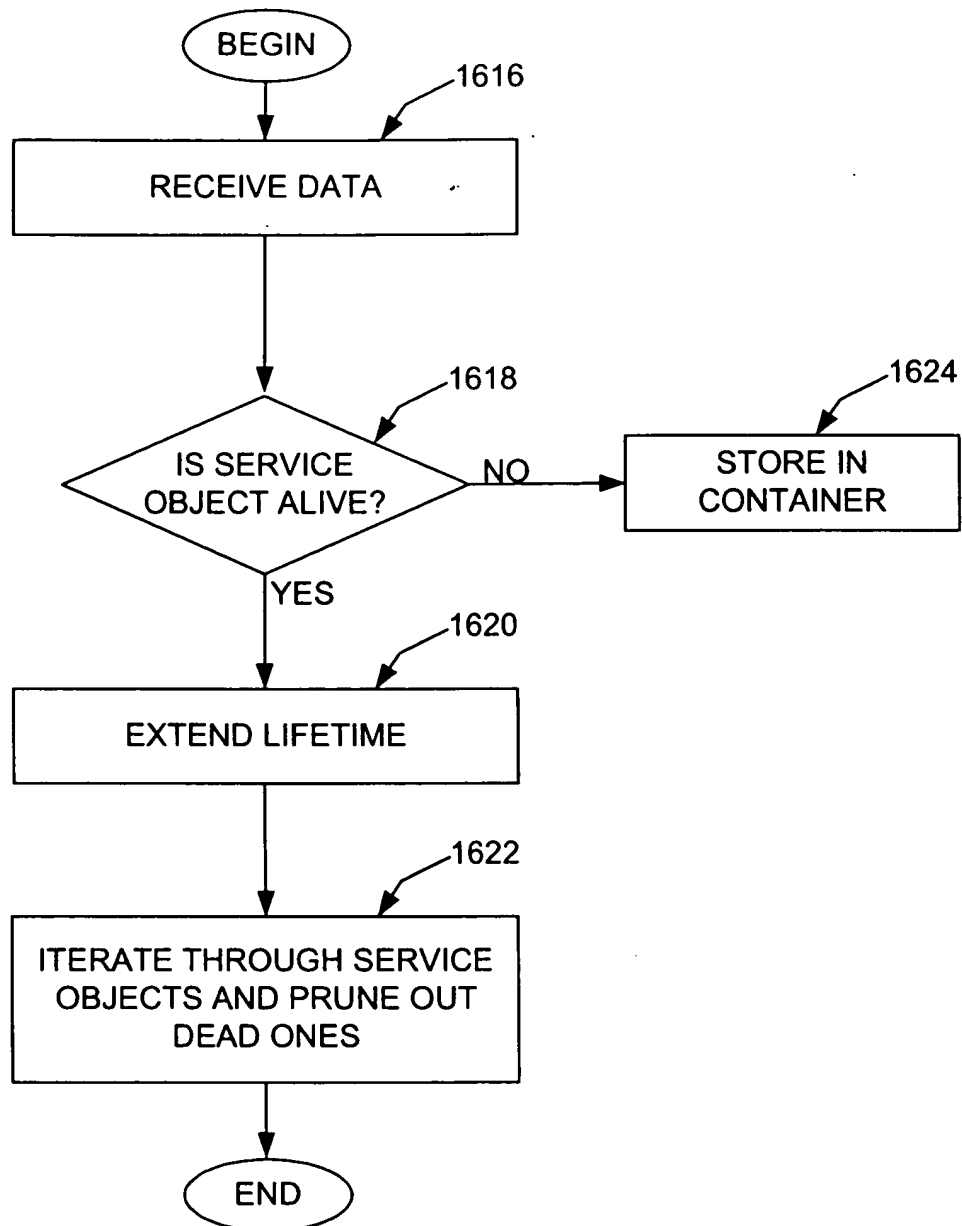 BEGIN
1616
RECEIVE DATA
1618
IS SERVICE
OBJECT ALIVE?
NO
1624
STORE IN
CONTAINER
YES
1620
EXTEND LIFETIME
1622
ITERATE THROUGH SERVICE
OBJECTS AND PRUNE OUT
DEAD ONES
END